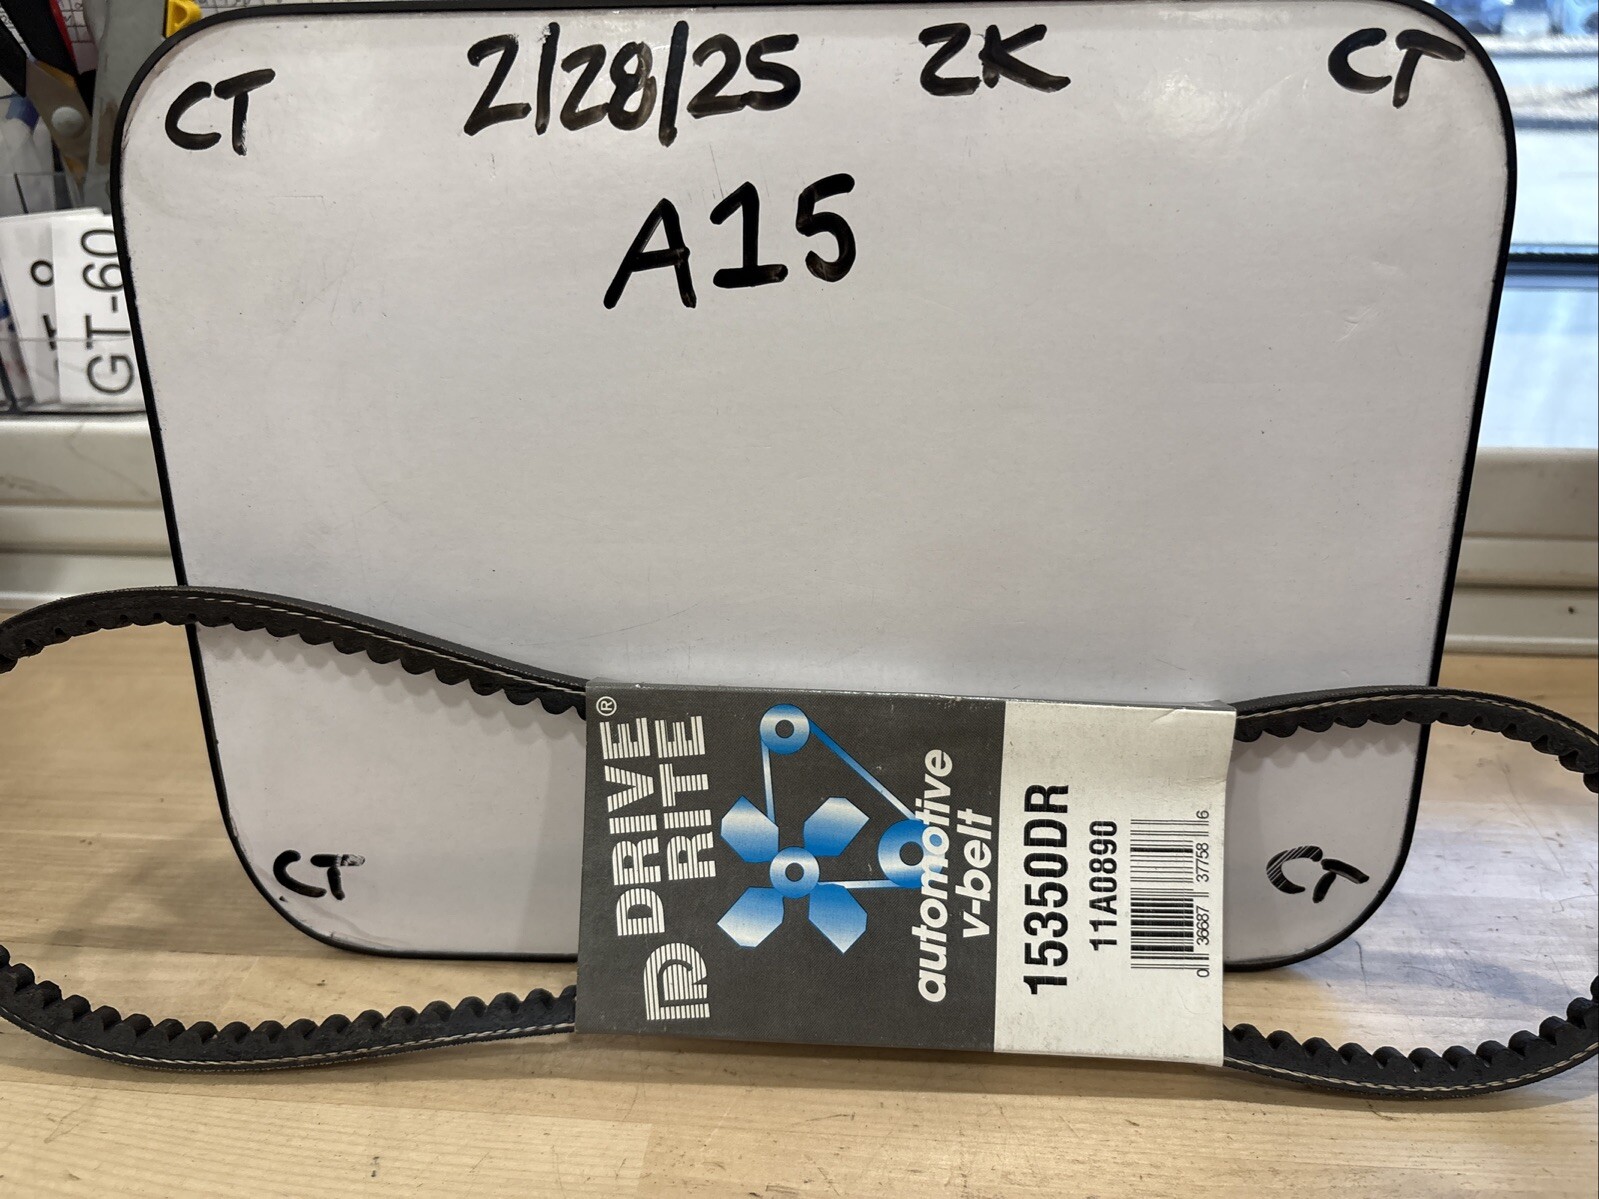 CT 2/28/25 2K CT
A15
GT-60
DRIVE
RITE®
DR
automotive
v-belt
15350DR
11A0890
0 36687 37758 6
CT
CT